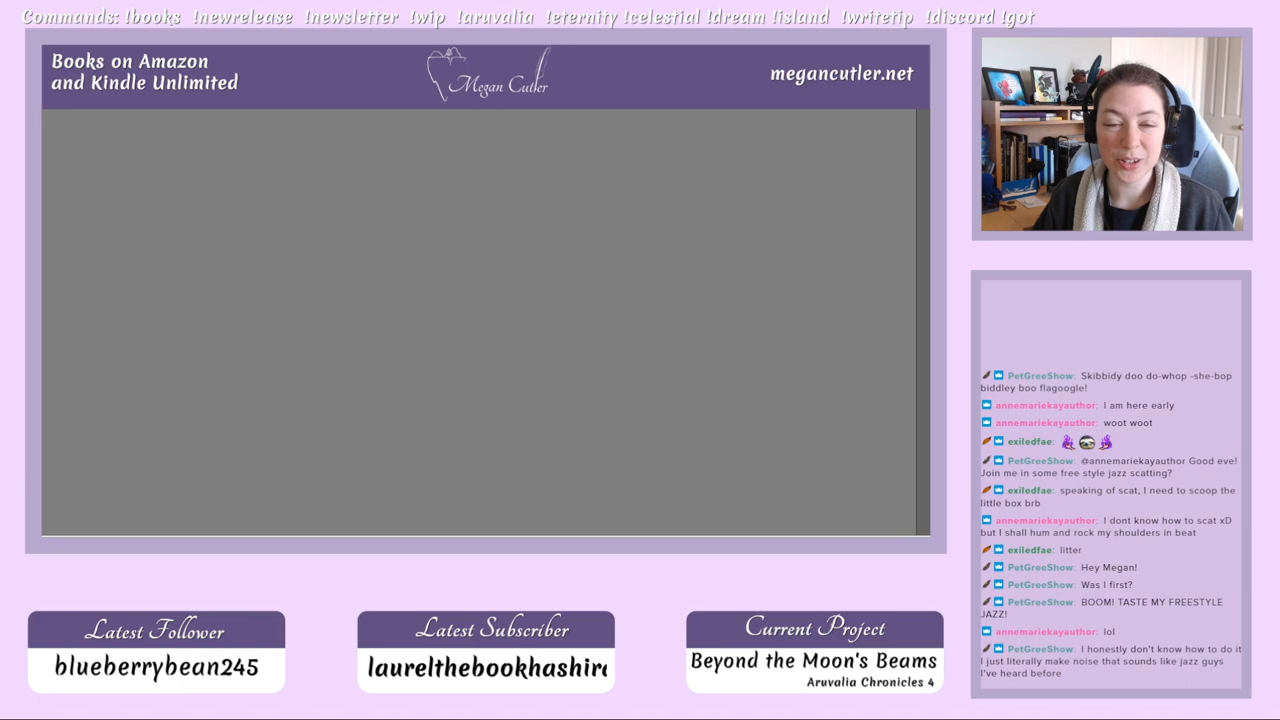 Commands: !books !newrelease !newsletter !wip !aruvalia !eternity !celestial !dream !island !writetip !discord !got
Books on Amazon
and Kindle Unlimited
Megan Cutler
megancutler.net
PetGreeShow: Skibbidy doo do-whop -she-bop
biddley boo flagoogle!
annemariekayauthor: I am here early
annemariekayauthor: woot woot
exiledfae:
PetGreeShow: @annemariekayauthor Good eve!
Join me in some free style jazz scatting?
exiledfae: speaking of scat, I need to scoop the
little box brb
annemariekayauthor: I dont know how to scat xD
but I shall hum and rock my shoulders in beat
exiledfae: litter
PetGreeShow: Hey Megan!
PetGreeShow: Was I first?
PetGreeShow: BOOM! TASTE MY FREESTYLE
JAZZ!
annemariekayauthor: lol
PetGreeShow: I honestly don't know how to do it
I just literally make noise that sounds like jazz guys
I've heard before
Latest Follower
blueberrybean245
Latest Subscriber
laurelthebookhashira
Current Project
Beyond the Moon's Beams
Aruvalia Chronicles 4